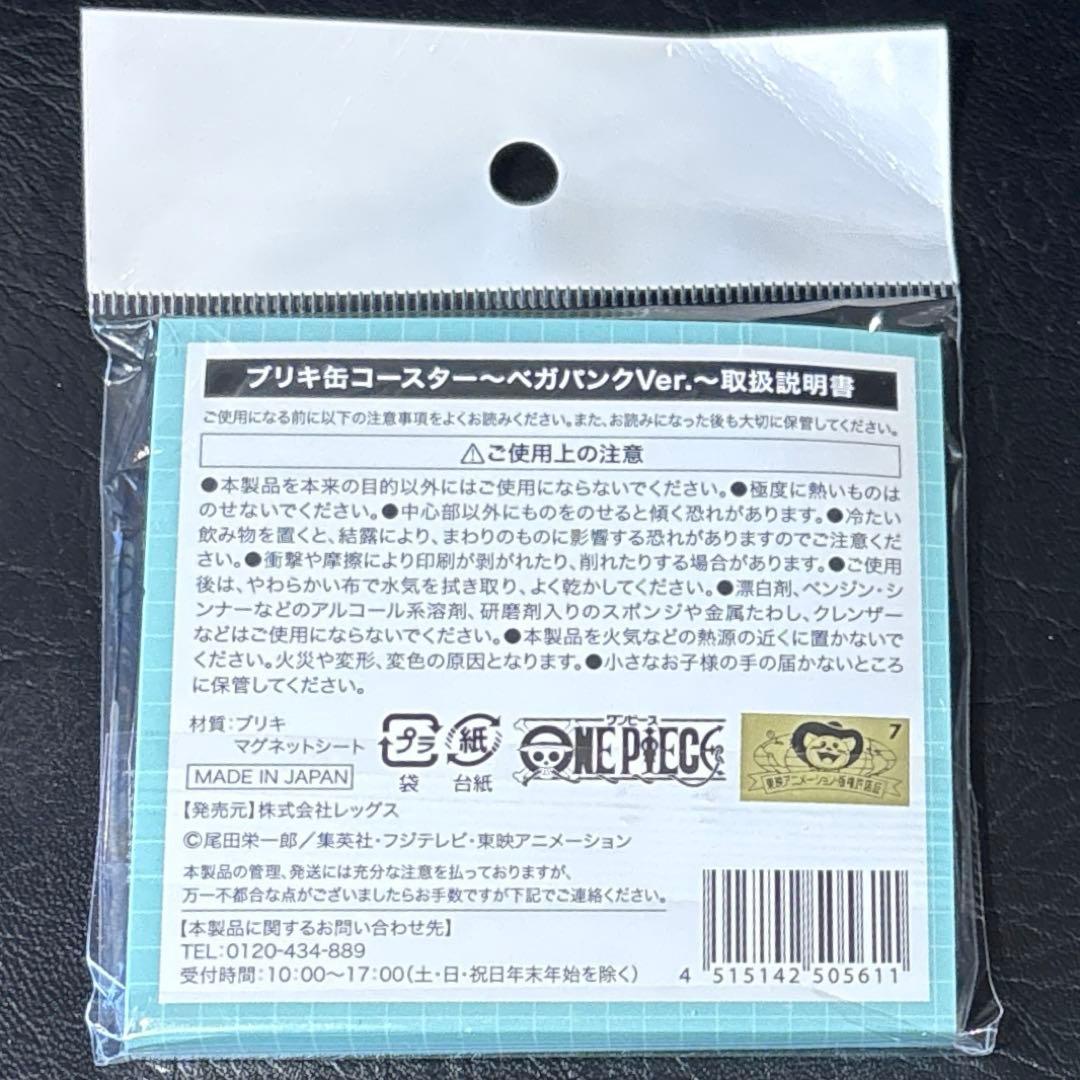 ブリキ缶コースター〜ベガパンクVer.〜取扱説明書
ご使用になる前に以下の注意事項をよくお読みください。また、お読みになった後も大切に保管してください。
⚠ご使用上の注意
●本製品を本来の目的以外にはご使用にならないでください。●極度に熱いものは
のせないでください。●中心部以外にものをのせると傾く恐れがあります。●冷たい
飲み物を置くと、結露により、まわりのものに影響する恐れがありますのでご注意くだ
さい。●衝撃や摩擦により印刷が剥がれたり、削れたりする場合があります。●ご使用
後は、やわらかい布で水気を拭き取り、よく乾かしてください。●漂白剤、ベンジン・シ
ンナーなどのアルコール系溶剤、研磨剤入りのスポンジや金属たわし、クレンザー
などはご使用にならないでください。●本製品を火気などの熱源の近くに置かないで
ください。火災や変形、変色の原因となります。●小さなお子様の手の届かないところ
に保管してください。
材質:ブリキ
マグネットシート
プラ
袋
紙
台紙
ワンピース
ONE PIECE
7
東映アニメーション版権許諾品
MADE IN JAPAN
【発売元】株式会社レッグス
©尾田栄一郎/集英社・フジテレビ・東映アニメーション
本製品の管理、発送には充分な注意を払っておりますが、
万一不都合な点がございましたらお手数ですが下記でご連絡ください。
【本製品に関するお問い合わせ先】
TEL:0120-434-889
受付時間:10:00〜17:00(土・日・祝日年末年始を除く)
4 515142 505611